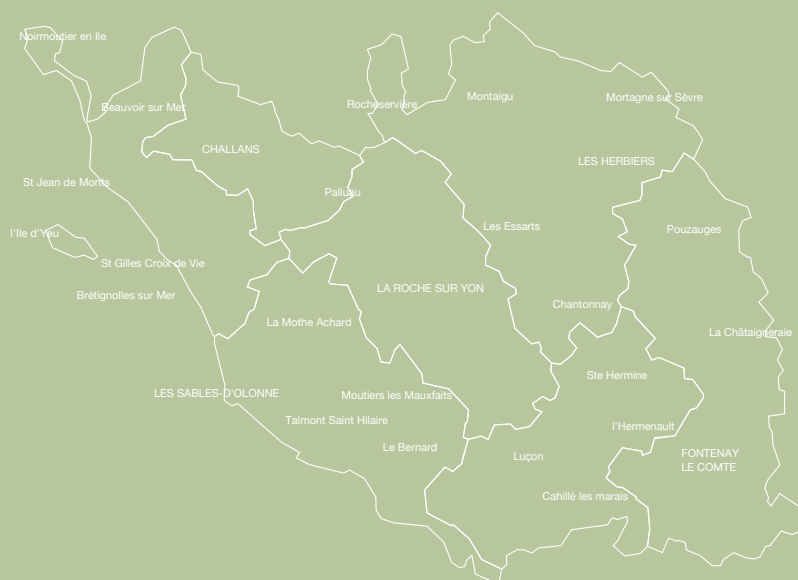 Noirmoutier en Ile
Montaigu
Mortagne sur Sèvre
Rocheservière
Beauvoir sur Mer
CHALLANS
LES HERBIERS
St Jean de Monts
Palluau
Les Essarts
Pouzauges
l'Ile d'Yeu
St Gilles Croix de Vie
LA ROCHE SUR YON
Brétignolles sur Mer
Chantonnay
La Mothe Achard
La Châtaigneraie
Ste Hermine
LES SABLES-D'OLONNE
Moutiers les Mauxfaits
Talmont Saint Hilaire
l'Hermenault
Le Bernard
Luçon
FONTENAY
LE COMTE
Cahillé les marais